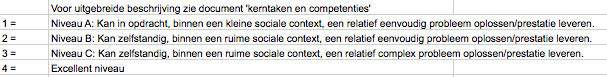 Voor uitgebreide beschrijving zie document 'kerntaken en competenties'
1 = Niveau A: Kan in opdracht, binnen een kleine sociale context, een relatief eenvoudig probleem oplossen/prestatie leveren.
2 = Niveau B: Kan zelfstandig, binnen een ruime sociale context, een relatief eenvoudig probleem oplossen/prestatie leveren.
3 = Niveau C: Kan zelfstandig, binnen een ruime sociale context, een relatief complex probleem oplossen/prestatie leveren.
4 = Excellent niveau